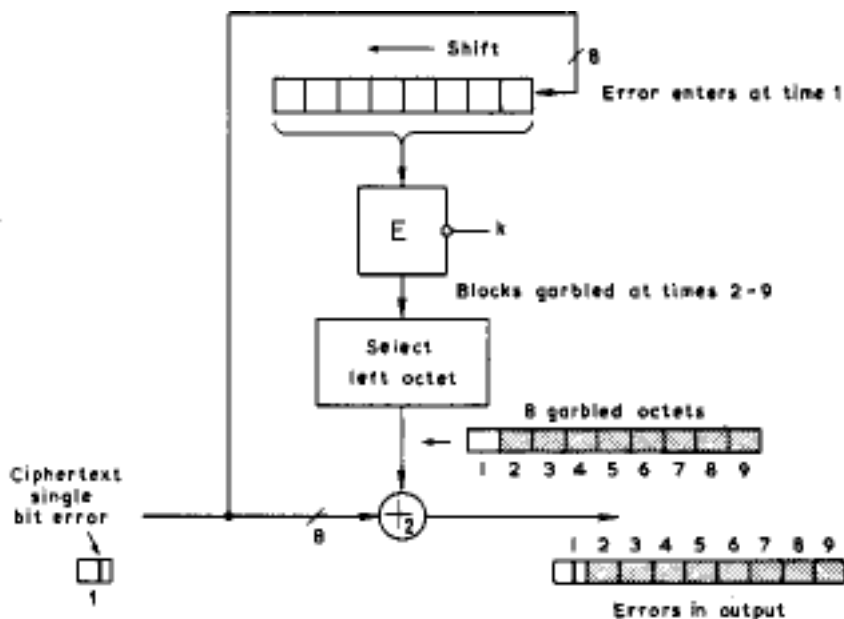 Shift
8
Error enters at time 1
E
k
Blocks garbled at times 2-9
Select
left octet
8 garbled octets
1 2 3 4 5 6 7 8 9
Ciphertext
single
bit error
8
+2
1
1 2 3 4 5 6 7 8 9
Errors in output